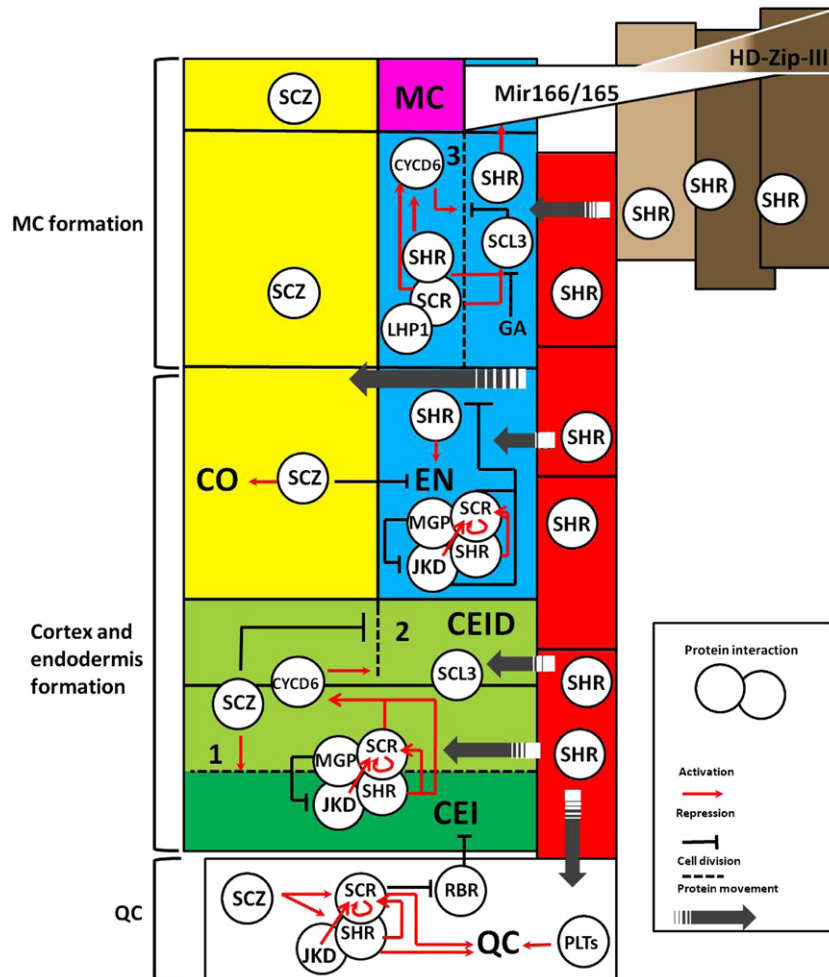 HD-Zip-III
SCZ
MC
Mir166/165
CYCD6
3
SHR
SHR
SHR
SHR
MC formation
SHR
SCL3
SCZ
SCR
SHR
LHP1
GA
SHR
SHR
CO
SCZ
EN
SCR
MGP
SHR
SHR
JKD
Cortex and
endodermis
formation
2
CEID
Protein interaction
CYCD6
SCL3
SHR
SCZ
1
MGP
SCR
SHR
SHR
JKD
CEI
Activation
Repression
Cell division
Protein movement
QC
SCZ
SCR
RBR
SHR
JKD
QC
PLTs